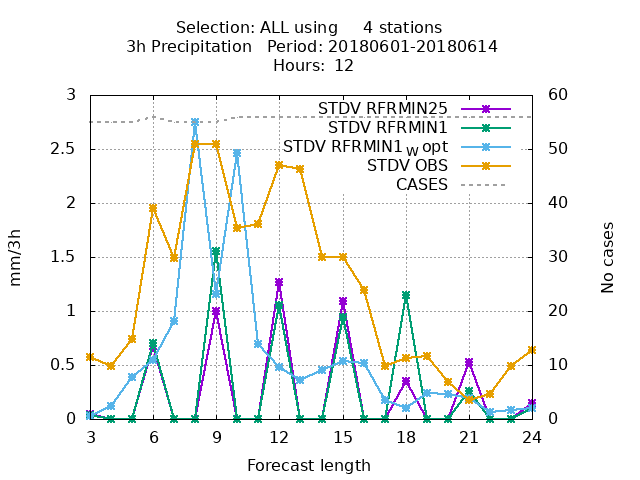 Selection: ALL using     4 stations
3h Precipitation   Period: 20180601-20180614
Hours: 12
3 60
STDV RFRMIN25
STDV RFRMIN1
2.5 STDV RFRMIN1_W opt 50
STDV OBS
CASES
2 40
1.5 30
mm/3h No cases
1 20
0.5 10
0 0
3 6 9 12 15 18 21 24
Forecast length